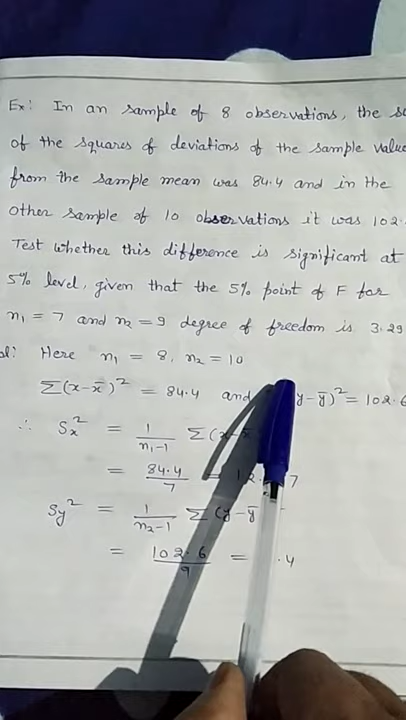 Ex: In an sample of 8 observations, the
of the squares of deviations of the sample value
from the sample mean was 84.4 and in the
other sample of 10 observations it was 102.
Test whether this difference is significant at
5% level, given that the 5% point of F for
n₁ = 7 and n₂ = 9 degree of freedom is 3.29
Here n₁ = 8, n₂ = 10
Σ(x-x̄)² = 84.4 and y-ȳ)² = 102.6
∴ Sx² = 1/(n₁-1) Σ(x-x̄
= 84.4/7 =
Sy² = 1/(n₂-1) Σ(y-ȳ
= 102.6/9 = .4